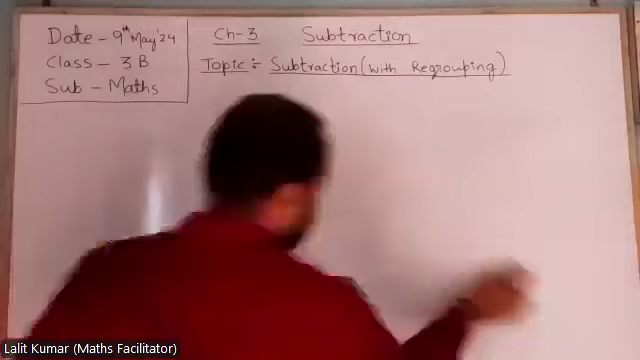 Date - 9th May'24
Class - 3 B
Sub - Maths
Ch-3 Subtraction
Topic :- Subtraction (with Regrouping)
Lalit Kumar (Maths Facilitator)